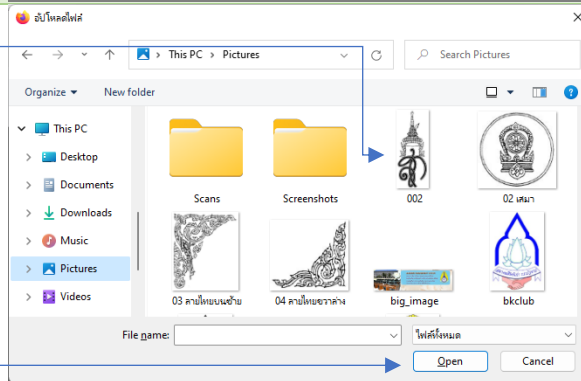 อัปโหลดไฟล์
This PC > Pictures
Search Pictures
Organize
New folder
This PC
Desktop
Documents
Downloads
Music
Pictures
Videos
Scans
Screenshots
002
02 เสมา
03 ลายไทยบนซ้าย
04 ลายไทยขวาล่าง
big_image
bkclub
File name:
ไฟล์ทั้งหมด
Open
Cancel